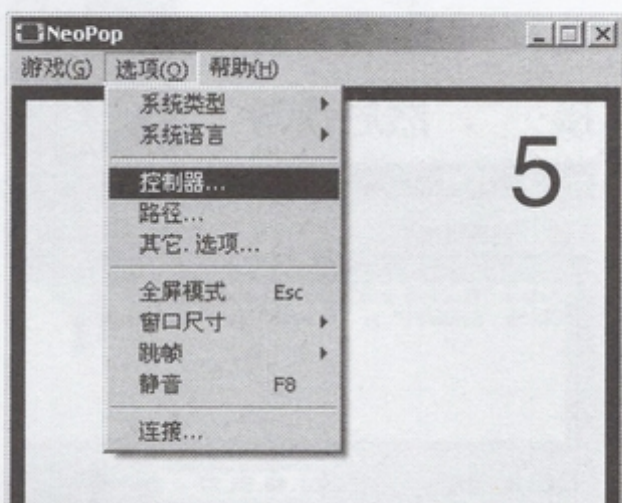 NeoPop
游戏(G) 选项(O) 帮助(H)
系统类型
系统语言
控制器...
路径...
其它.选项...
全屏模式 Esc
窗口尺寸
跳帧
静音 F8
连接...
5